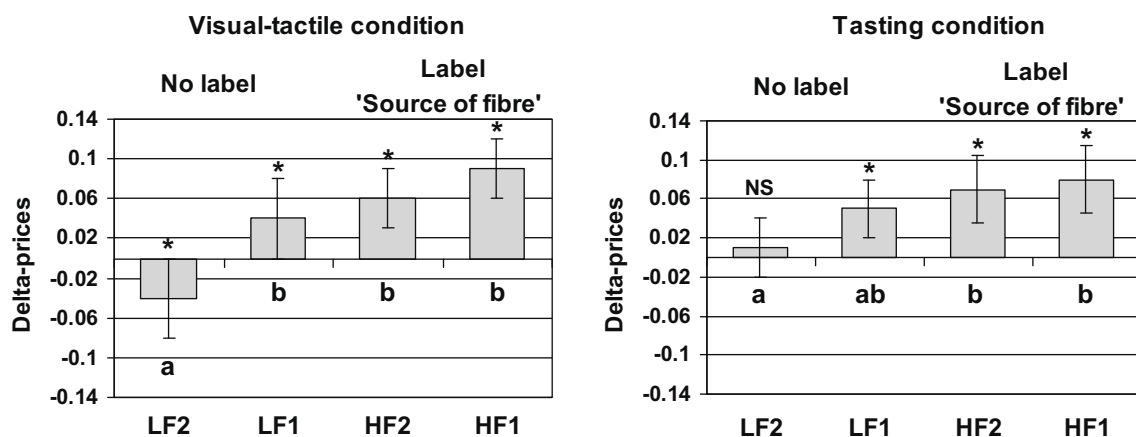 Visual-tactile condition
No label
Label
'Source of fibre'
Delta-prices
0.14
0.1
0.06
0.02
-0.02
-0.06
-0.1
-0.14
*
*
*
*
a
b
b
b
LF2 LF1 HF2 HF1
Tasting condition
No label
Label
'Source of fibre'
Delta-prices
0.14
0.1
0.06
0.02
-0.02
-0.06
-0.1
-0.14
NS
*
*
*
a
ab
b
b
LF2 LF1 HF2 HF1